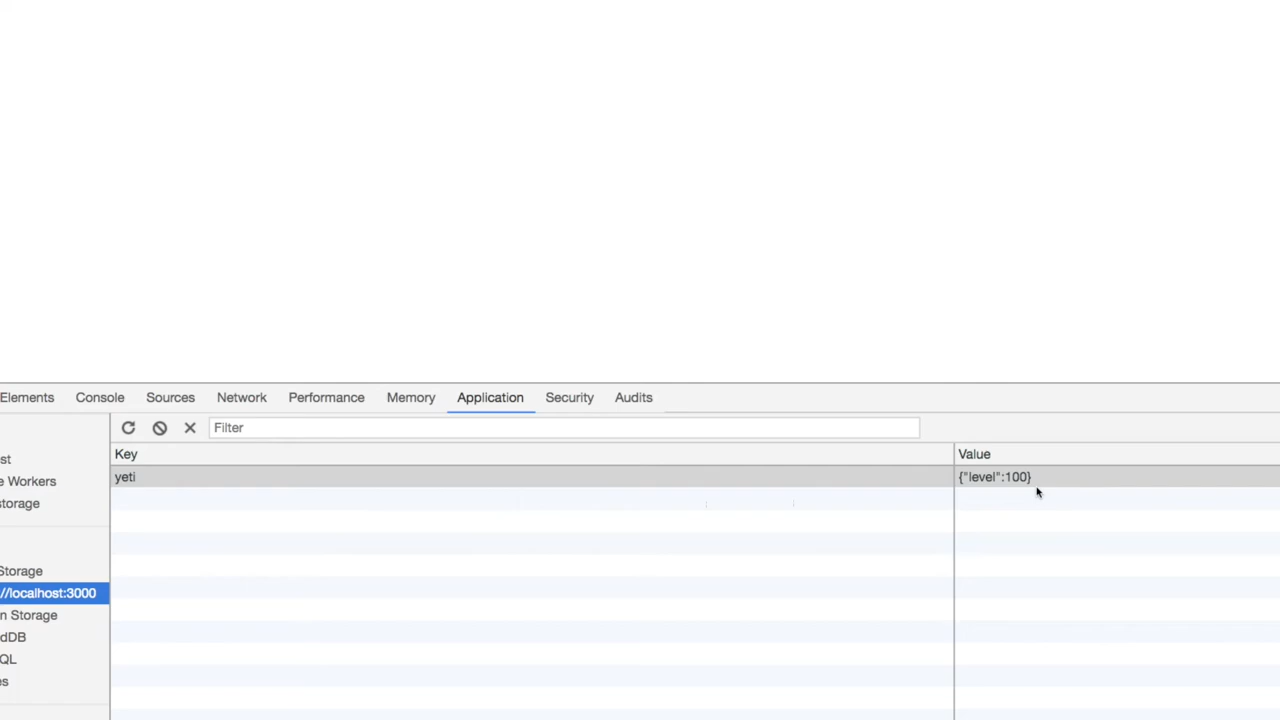 Elements Console Sources Network Performance Memory Application Security Audits
Filter
Key Value
yeti {"level":100}
st
e Workers
storage
Storage
//localhost:3000
n Storage
dDB
QL
es